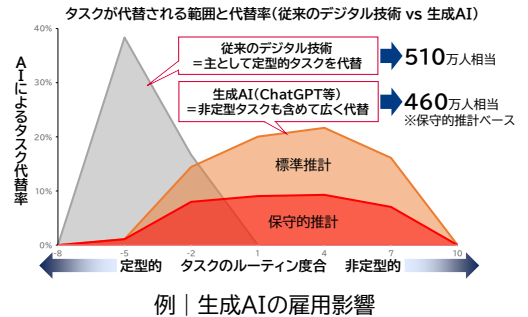 タスクが代替される範囲と代替率(従来のデジタル技術 vs 生成AI)
40%
30%
20%
10%
0%
AIによるタスク代替率
従来のデジタル技術
＝主として定型的タスクを代替
510万人相当
生成AI(ChatGPT等)
＝非定型タスクも含めて広く代替
460万人相当
※保守的推計ベース
標準推計
保守的推計
-8 -5 -2 1 4 7 10
定型的 タスクのルーティン度合 非定型的
例｜生成AIの雇用影響